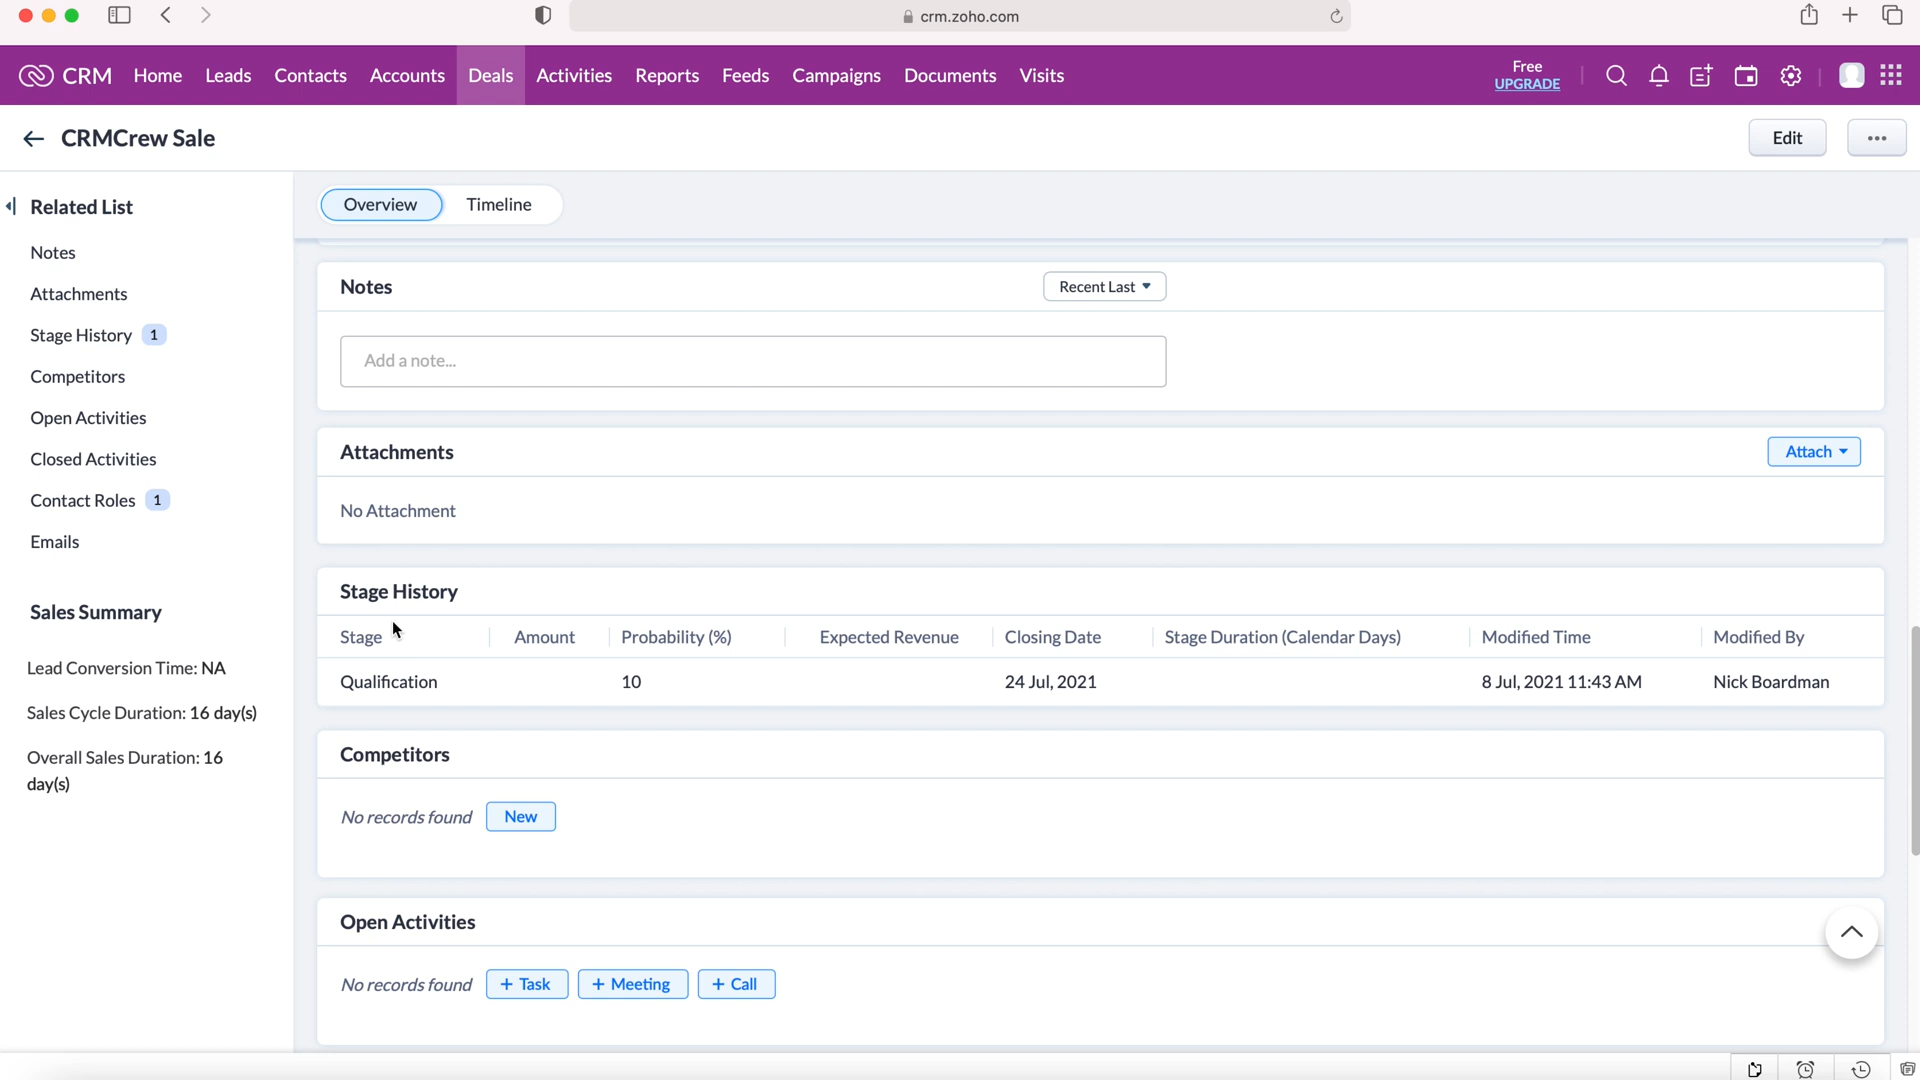 crm.zoho.com
CRM Home Leads Contacts Accounts Deals Activities Reports Feeds Campaigns Documents Visits
Free
UPGRADE
CRMCrew Sale
Edit
Related List
Notes
Attachments
Stage History 1
Competitors
Open Activities
Closed Activities
Contact Roles 1
Emails
Sales Summary
Lead Conversion Time: NA
Sales Cycle Duration: 16 day(s)
Overall Sales Duration: 16
day(s)
Overview Timeline
Notes Recent Last
Add a note...
Attachments Attach
No Attachment
Stage History
Stage Amount Probability (%) Expected Revenue Closing Date Stage Duration (Calendar Days) Modified Time Modified By
Qualification 10 24 Jul, 2021 8 Jul, 2021 11:43 AM Nick Boardman
Competitors
No records found New
Open Activities
No records found + Task + Meeting + Call